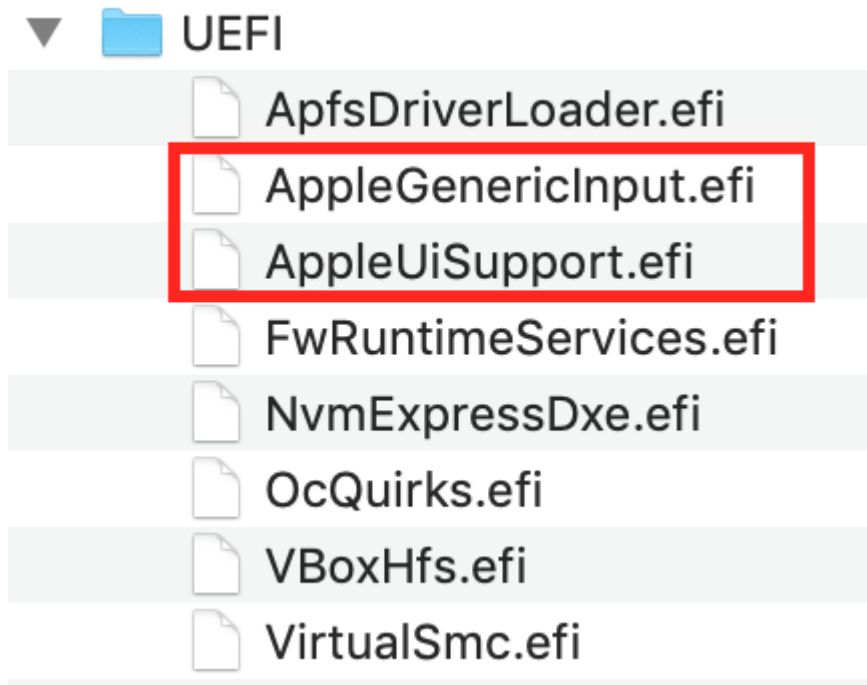 UEFI
ApfsDriverLoader.efi
AppleGenericInput.efi
AppleUiSupport.efi
FwRuntimeServices.efi
NvmExpressDxe.efi
OcQuirks.efi
VBoxHfs.efi
VirtualSmc.efi